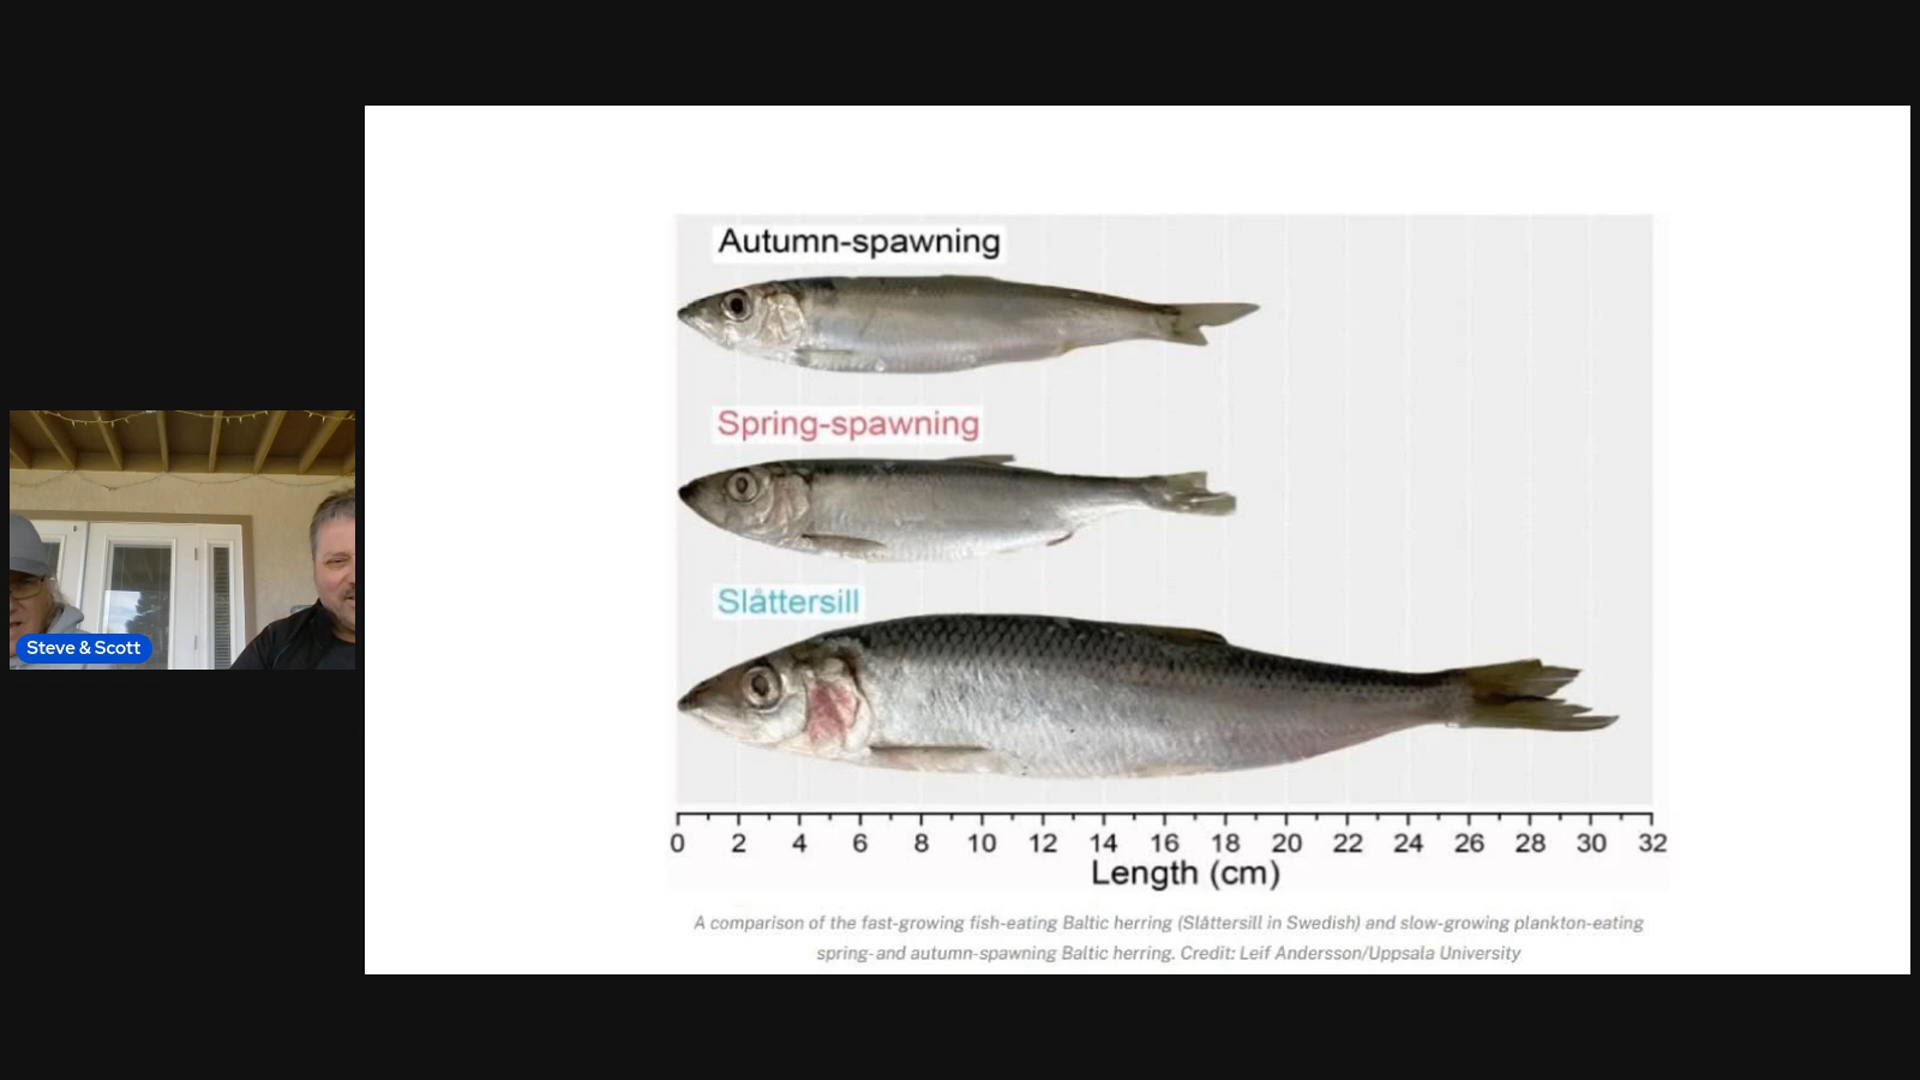 Autumn-spawning
Spring-spawning
Slåttersill
Steve & Scott
0 2 4 6 8 10 12 14 16 18 20 22 24 26 28 30 32
Length (cm)
A comparison of the fast-growing fish-eating Baltic herring (Slåttersill in Swedish) and slow-growing plankton-eating
spring- and autumn-spawning Baltic herring. Credit: Leif Andersson/Uppsala University